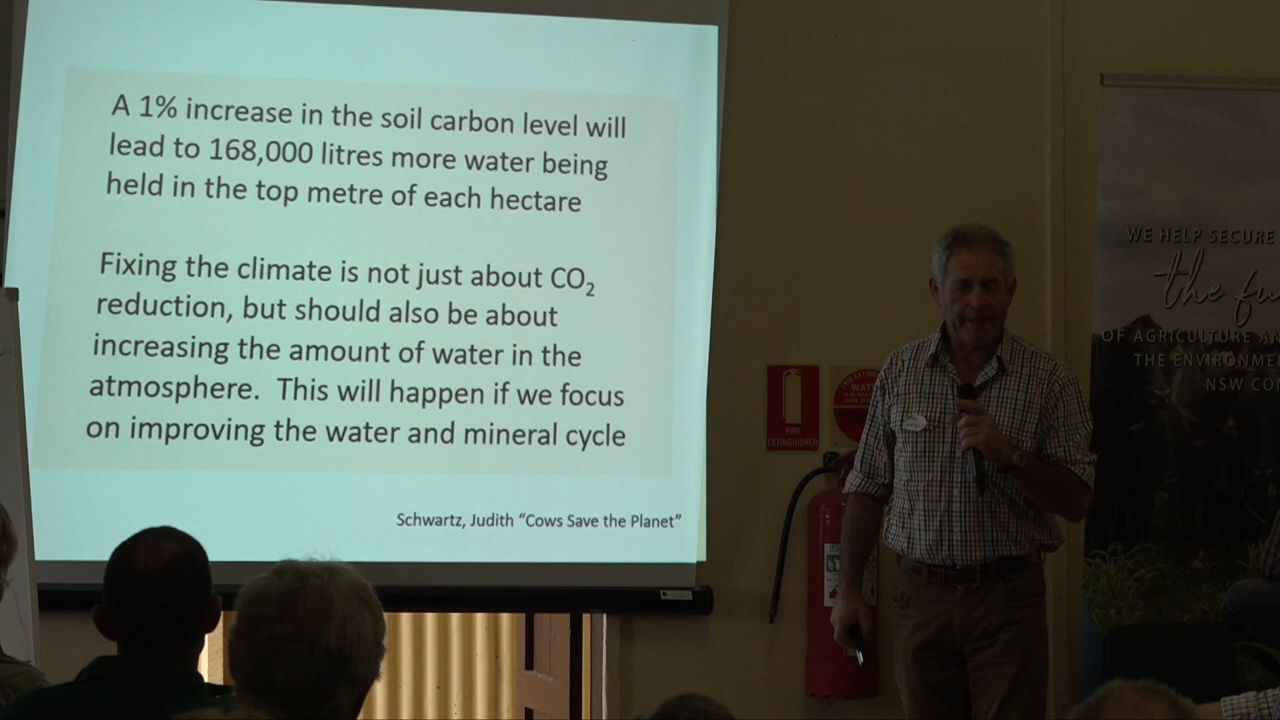 A 1% increase in the soil carbon level will
lead to 168,000 litres more water being
held in the top metre of each hectare
Fixing the climate is not just about CO₂
reduction, but should also be about
increasing the amount of water in the
atmosphere.  This will happen if we focus
on improving the water and mineral cycle
Schwartz, Judith "Cows Save the Planet"
FIRE
EXTINGUISHER
WE HELP SECURE
the fu
OF AGRICULTURE AN
THE ENVIRONME
NSW CO